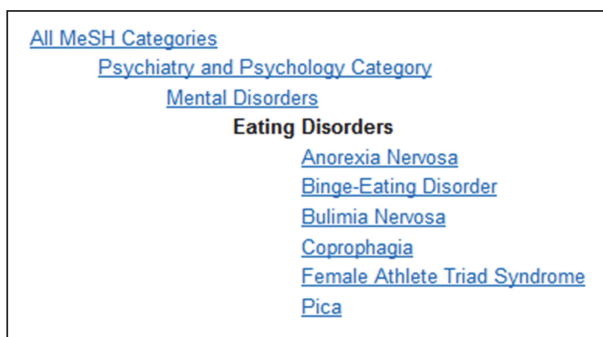 All MeSH Categories
Psychiatry and Psychology Category
Mental Disorders
Eating Disorders
Anorexia Nervosa
Binge-Eating Disorder
Bulimia Nervosa
Coprophagia
Female Athlete Triad Syndrome
Pica